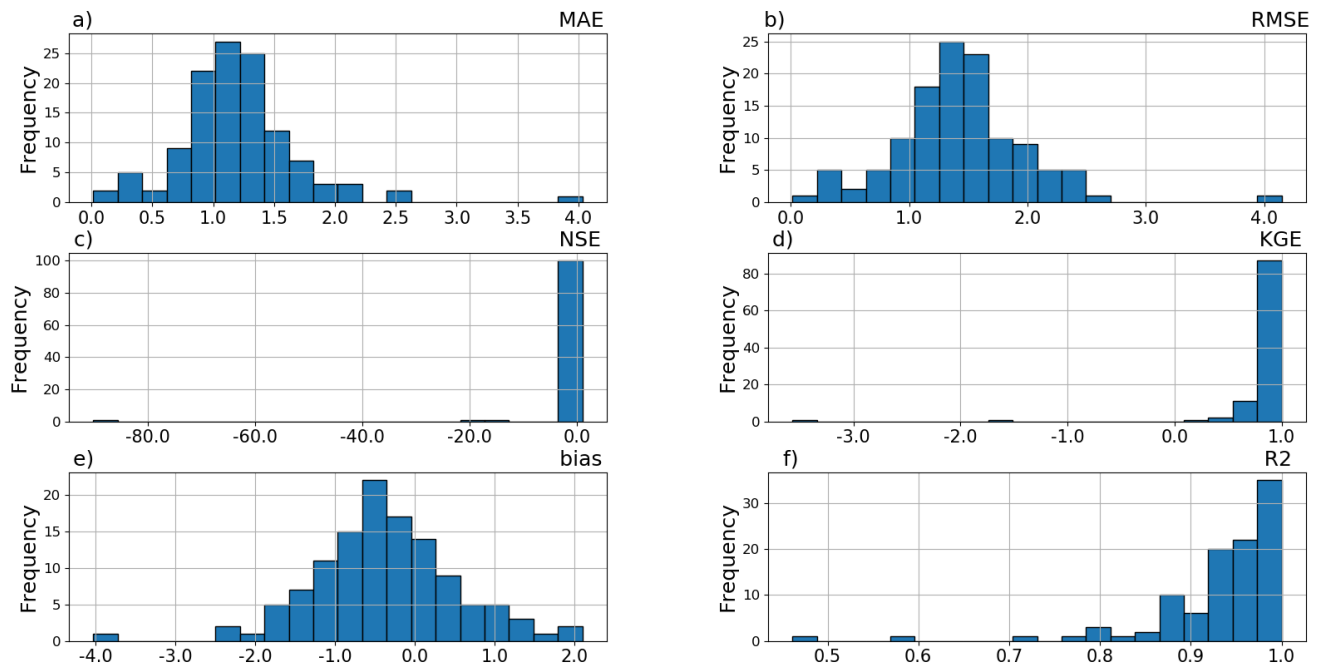 a) MAE
Frequency
25
20
15
10
5
0
0.0 0.5 1.0 1.5 2.0 2.5 3.0 3.5 4.0
b) RMSE
Frequency
25
20
15
10
5
0
0.0 1.0 2.0 3.0 4.0
c) NSE
Frequency
100
80
60
40
20
0
-80.0 -60.0 -40.0 -20.0 0.0
d) KGE
Frequency
80
60
40
20
0
-3.0 -2.0 -1.0 0.0 1.0
e) bias
Frequency
20
15
10
5
0
-4.0 -3.0 -2.0 -1.0 0.0 1.0 2.0
f) R2
Frequency
30
20
10
0
0.5 0.6 0.7 0.8 0.9 1.0